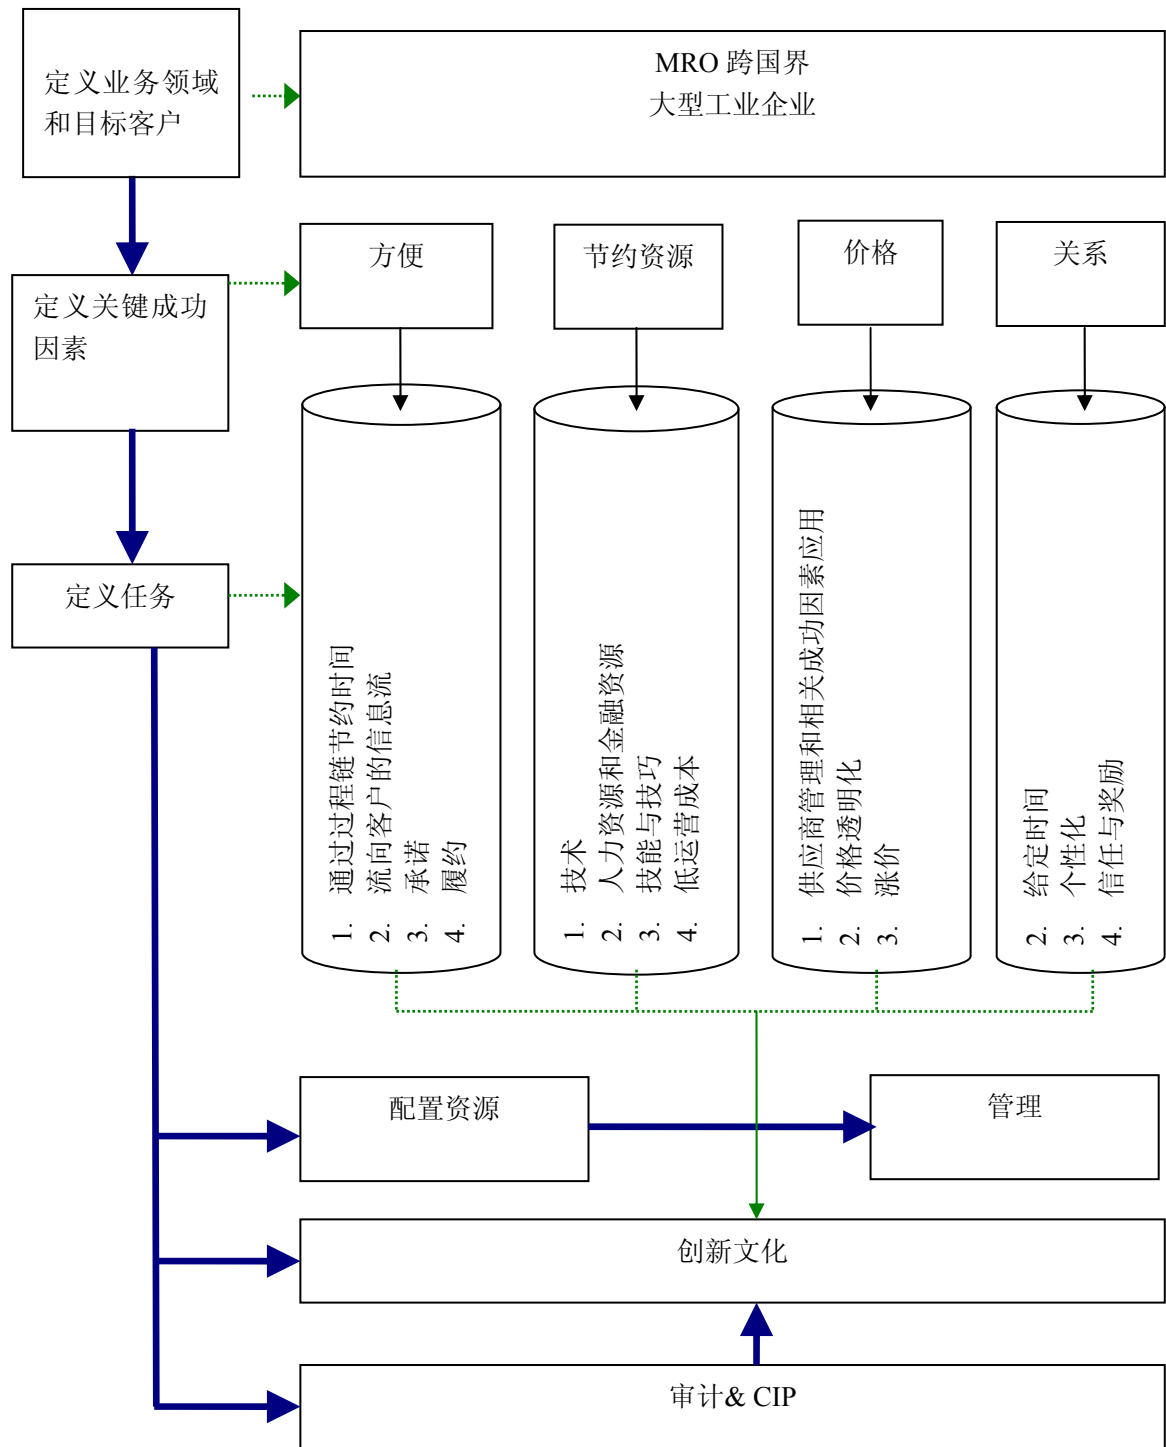 定义业务领域
和目标客户
MRO 跨国界
大型工业企业
定义关键成功
因素
方便
节约资源
价格
关系
定义任务
1. 通过过程链节约时间
2. 流向客户的信息流
3. 承诺
4. 履约
1. 技术
2. 人力资源和金融资源
3. 技能与技巧
4. 低运营成本
1. 供应商管理和相关成功因素应用
2. 价格透明化
3. 涨价
2. 给定时间
3. 个性化
4. 信任与奖励
配置资源
管理
创新文化
审计& CIP